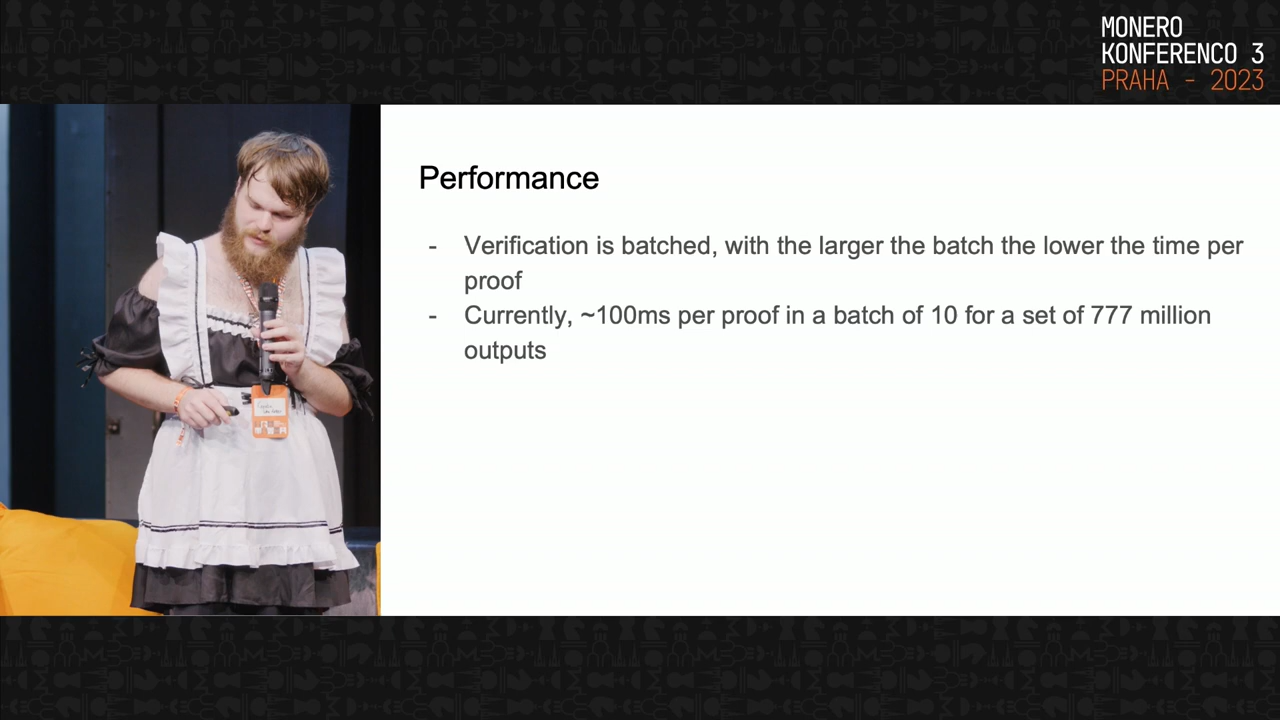 MONERO
KONFERENCO 3
PRAHA - 2023
Performance
- Verification is batched, with the larger the batch the lower the time per
proof
- Currently, ~100ms per proof in a batch of 10 for a set of 777 million
outputs